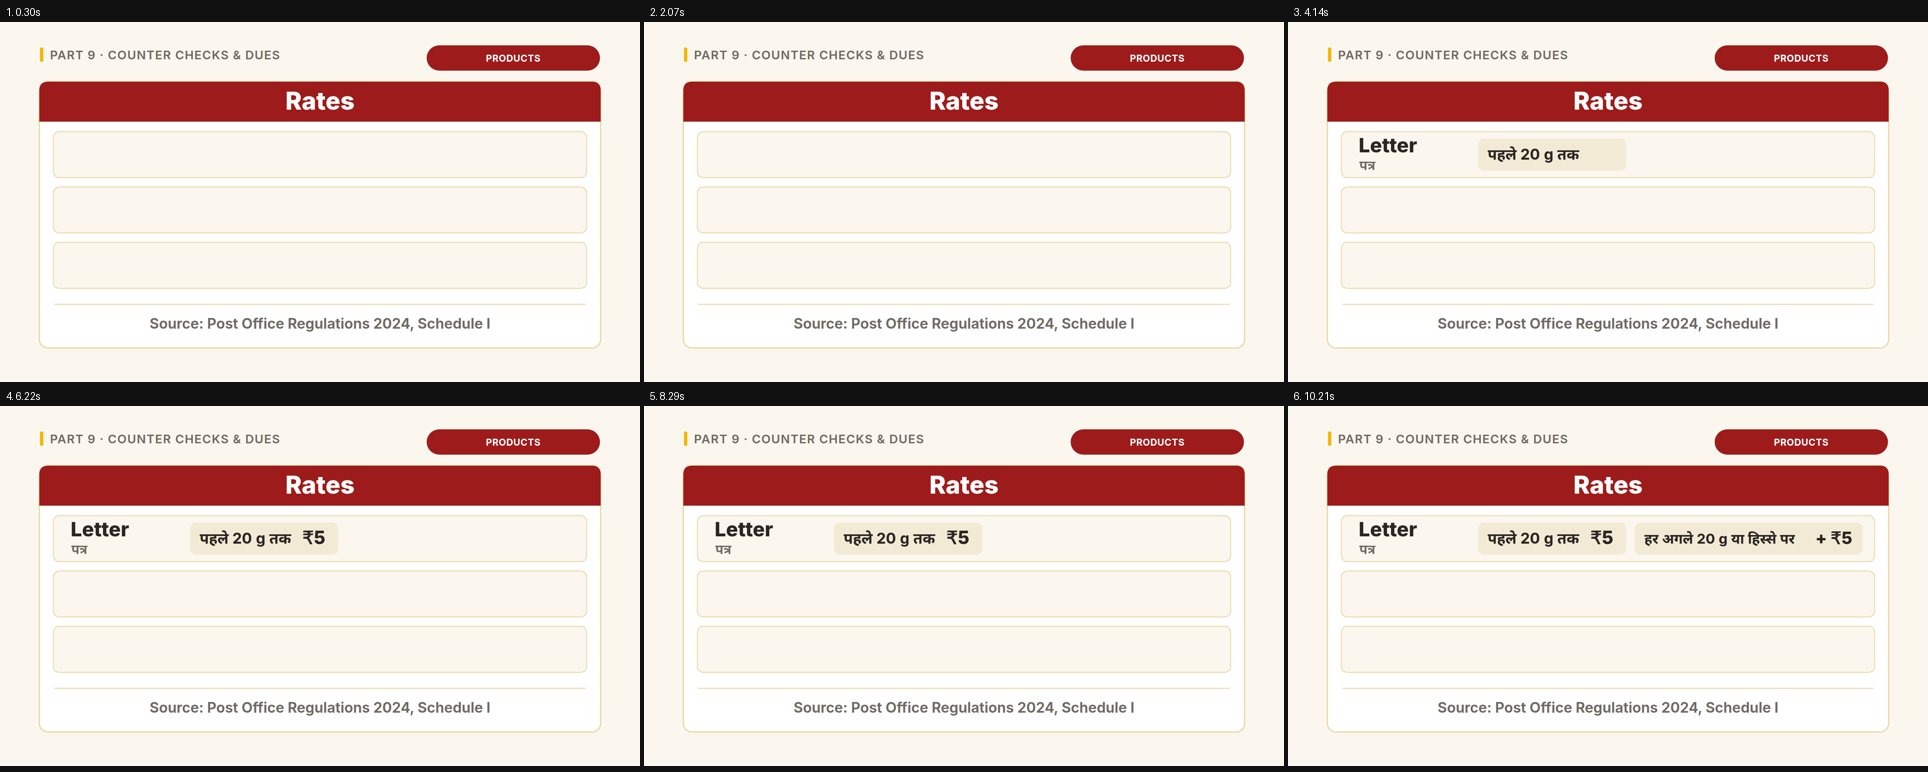 1. 0.30s
PART 9 · COUNTER CHECKS & DUES
PRODUCTS
Rates
Source: Post Office Regulations 2024, Schedule I
2. 2.07s
PART 9 · COUNTER CHECKS & DUES
PRODUCTS
Rates
Source: Post Office Regulations 2024, Schedule I
3. 4.14s
PART 9 · COUNTER CHECKS & DUES
PRODUCTS
Rates
Letter
पत्र
पहले 20 g तक
Source: Post Office Regulations 2024, Schedule I
4. 6.22s
PART 9 · COUNTER CHECKS & DUES
PRODUCTS
Rates
Letter
पत्र
पहले 20 g तक ₹5
Source: Post Office Regulations 2024, Schedule I
5. 8.29s
PART 9 · COUNTER CHECKS & DUES
PRODUCTS
Rates
Letter
पत्र
पहले 20 g तक ₹5
Source: Post Office Regulations 2024, Schedule I
6. 10.21s
PART 9 · COUNTER CHECKS & DUES
PRODUCTS
Rates
Letter
पत्र
पहले 20 g तक ₹5
हर अगले 20 g या हिस्से पर + ₹5
Source: Post Office Regulations 2024, Schedule I